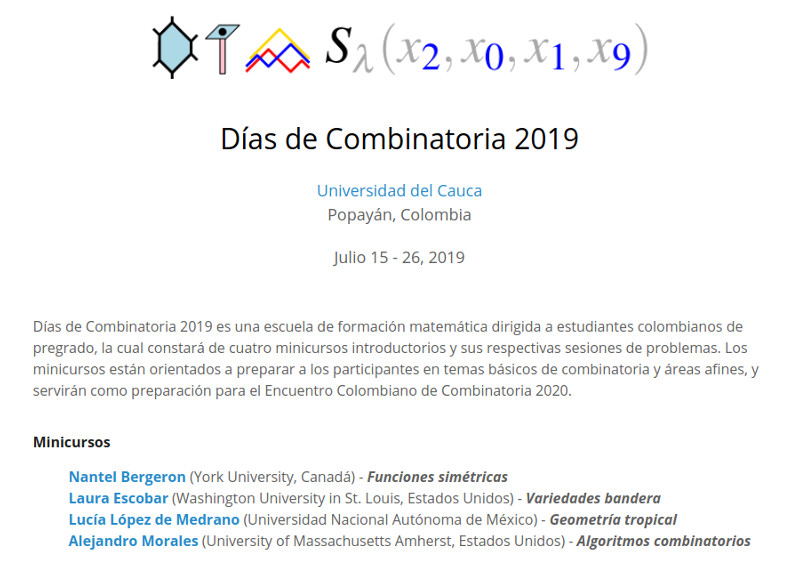 S_λ(x_2, x_0, x_1, x_9)
Días de Combinatoria 2019
Universidad del Cauca
Popayán, Colombia
Julio 15 - 26, 2019
Días de Combinatoria 2019 es una escuela de formación matemática dirigida a estudiantes colombianos de
pregrado, la cual constará de cuatro minicursos introductorios y sus respectivas sesiones de problemas. Los
minicursos están orientados a preparar a los participantes en temas básicos de combinatoria y áreas afines, y
servirán como preparación para el Encuentro Colombiano de Combinatoria 2020.
Minicursos
Nantel Bergeron (York University, Canadá) - Funciones simétricas
Laura Escobar (Washington University in St. Louis, Estados Unidos) - Variedades bandera
Lucía López de Medrano (Universidad Nacional Autónoma de México) - Geometría tropical
Alejandro Morales (University of Massachusetts Amherst, Estados Unidos) - Algoritmos combinatorios